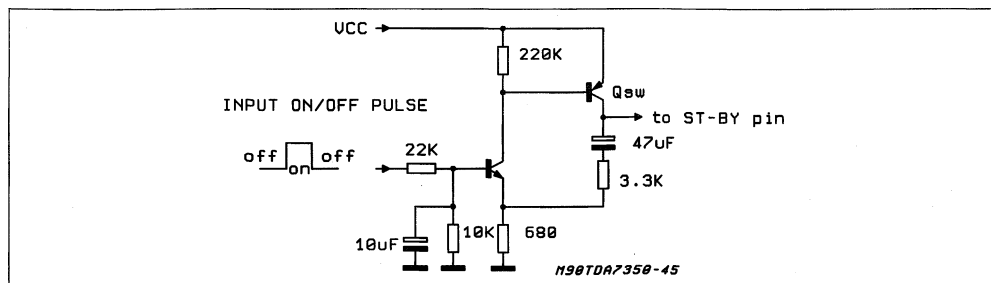 VCC
220K
Qsw
INPUT ON/OFF PULSE
to ST-BY pin
47uF
off on off
22K
3.3K
10uF
10K
680
M90TDA7350-45